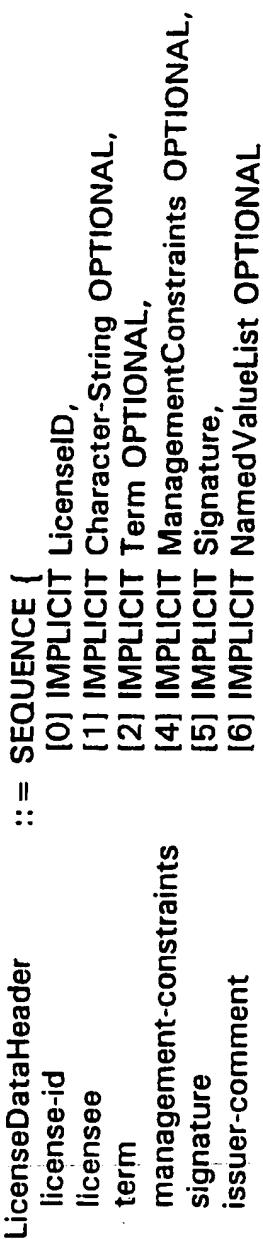 LicenseDataHeader ::= SEQUENCE {
license-id [0] IMPLICIT LicenseID,
licensee [1] IMPLICIT Character-String OPTIONAL,
term [2] IMPLICIT Term OPTIONAL,
management-constraints [4] IMPLICIT ManagementConstraints OPTIONAL,
signature [5] IMPLICIT Signature,
issuer-comment [6] IMPLICIT NamedValueList OPTIONAL